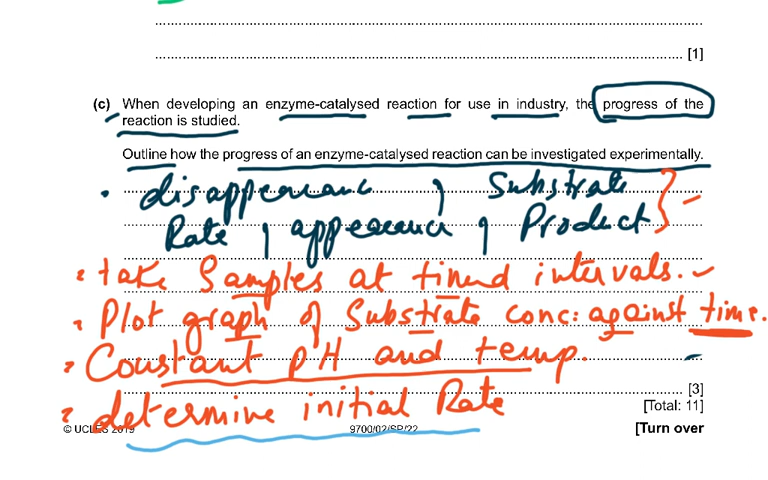 [1]
(c) When developing an enzyme-catalysed reaction for use in industry, the progress of the
reaction is studied.
Outline how the progress of an enzyme-catalysed reaction can be investigated experimentally.
• disappearanc of Substrate
Rate of appearanc of Product
• take Samples at timed intervals.
• Plot graph of Substrate conc: against time.
• Constant pH and temp.
[3]
• determine initial Rate
[Total: 11]
© UCLES 2019 9700/02/SP/22 [Turn over